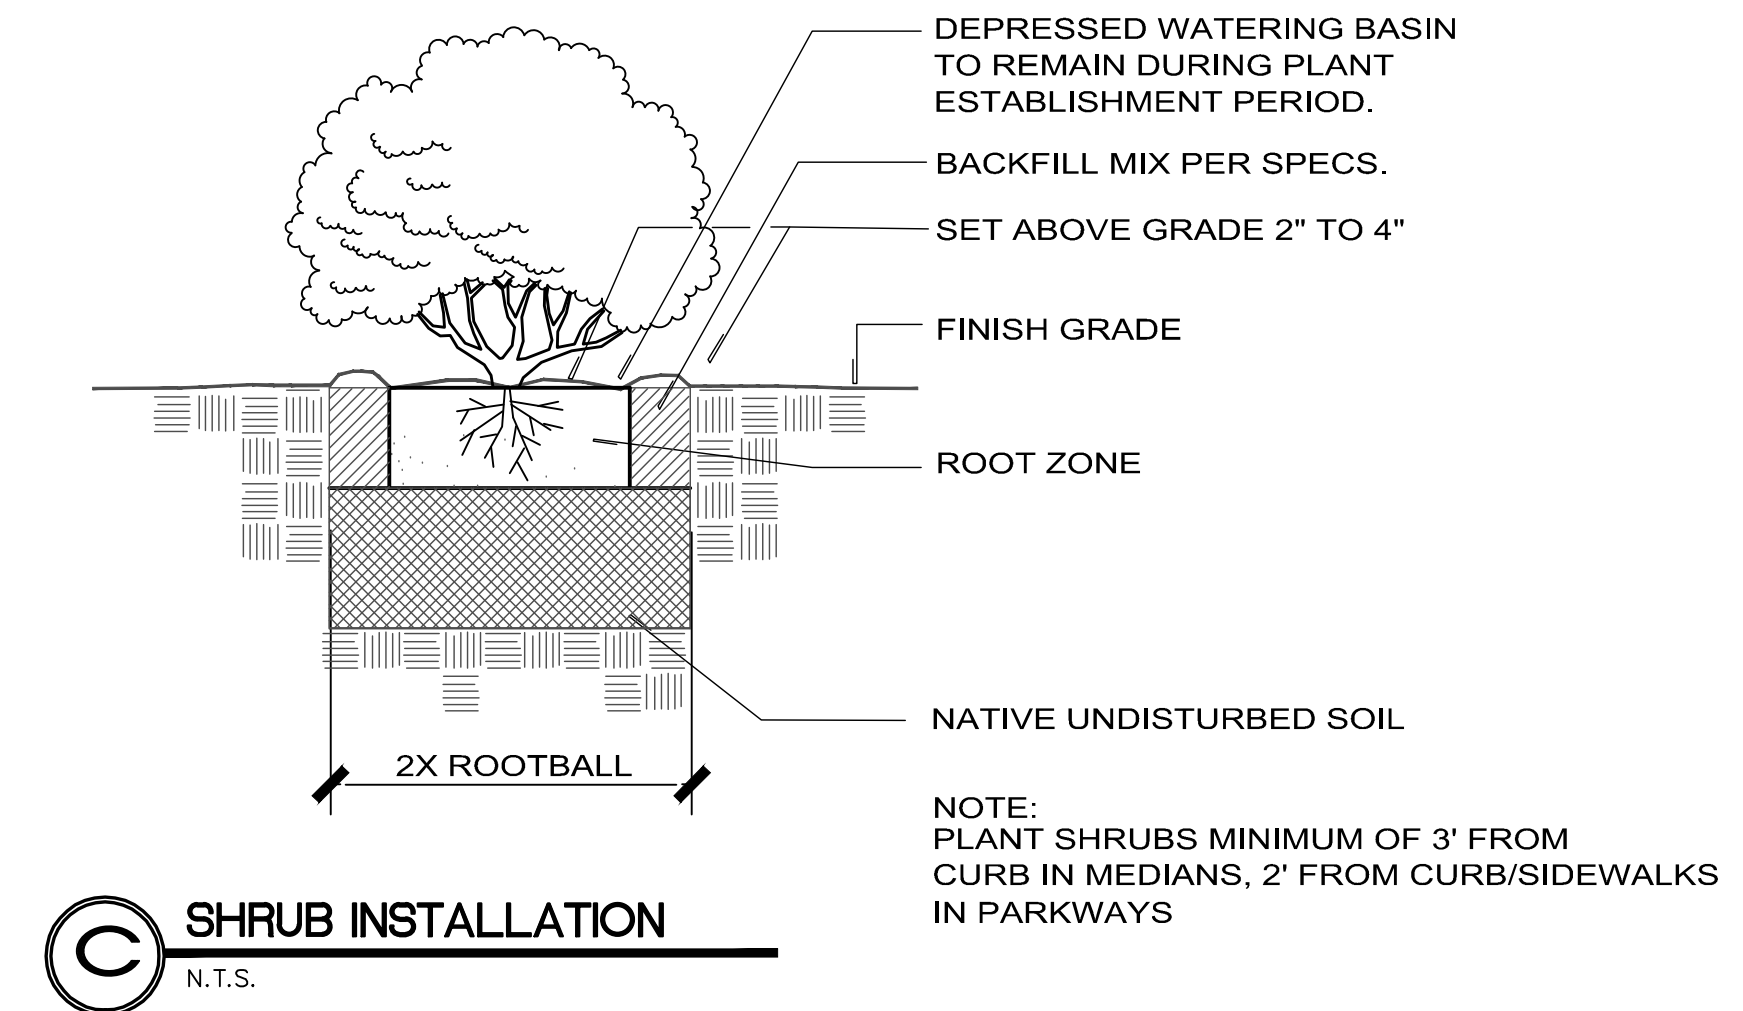 DEPRESSED WATERING BASIN
TO REMAIN DURING PLANT
ESTABLISHMENT PERIOD.
BACKFILL MIX PER SPECS.
SET ABOVE GRADE 2" TO 4"
FINISH GRADE
ROOT ZONE
NATIVE UNDISTURBED SOIL
2X ROOTBALL
NOTE:
PLANT SHRUBS MINIMUM OF 3' FROM
CURB IN MEDIANS, 2' FROM CURB/SIDEWALKS
IN PARKWAYS
C
SHRUB INSTALLATION
N.T.S.